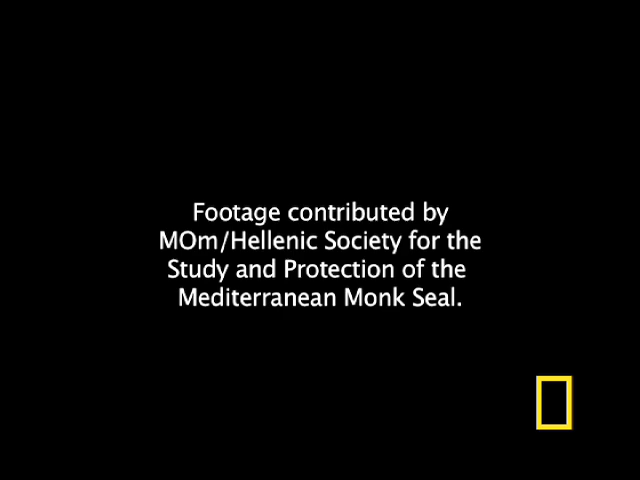 Footage contributed by
MOm/Hellenic Society for the
Study and Protection of the
Mediterranean Monk Seal.